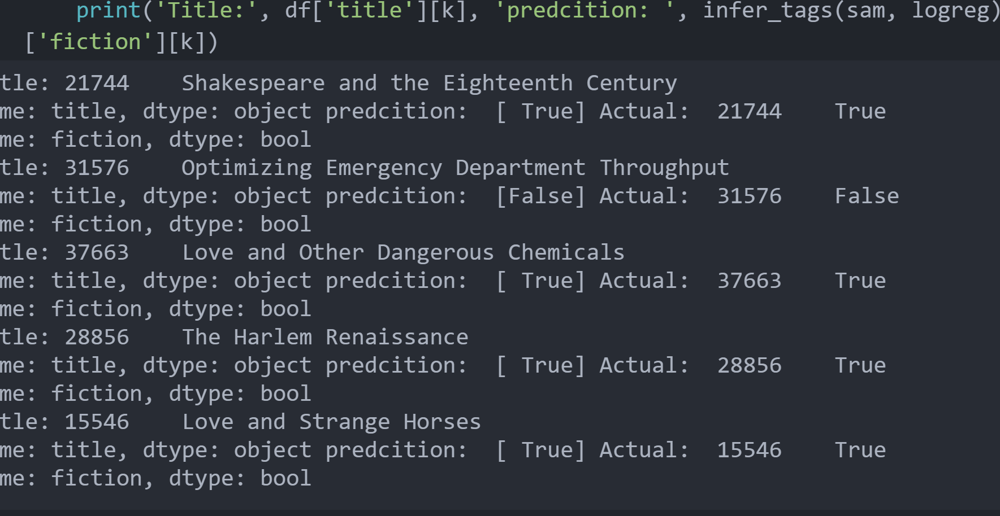 print('Title:', df['title'][k], 'predcition: ', infer_tags(sam, logreg)
['fiction'][k])
tle: 21744    Shakespeare and the Eighteenth Century
me: title, dtype: object predcition:  [ True] Actual:  21744    True
me: fiction, dtype: bool
tle: 31576    Optimizing Emergency Department Throughput
me: title, dtype: object predcition:  [False] Actual:  31576    False
me: fiction, dtype: bool
tle: 37663    Love and Other Dangerous Chemicals
me: title, dtype: object predcition:  [ True] Actual:  37663    True
me: fiction, dtype: bool
tle: 28856    The Harlem Renaissance
me: title, dtype: object predcition:  [ True] Actual:  28856    True
me: fiction, dtype: bool
tle: 15546    Love and Strange Horses
me: title, dtype: object predcition:  [ True] Actual:  15546    True
me: fiction, dtype: bool